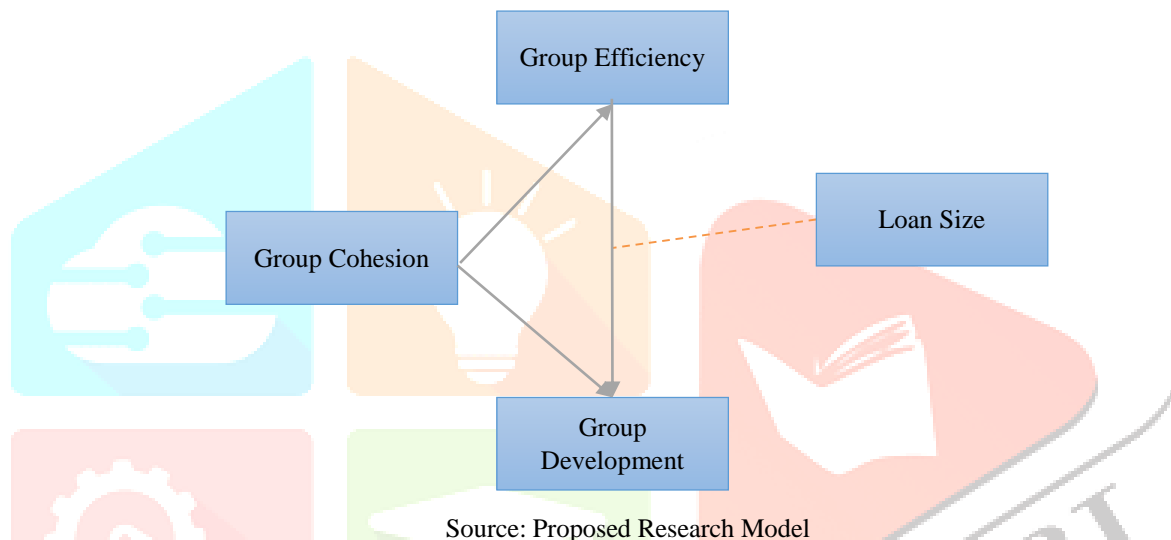 Group Efficiency
Loan Size
Group Cohesion
Group
Development
Source: Proposed Research Model